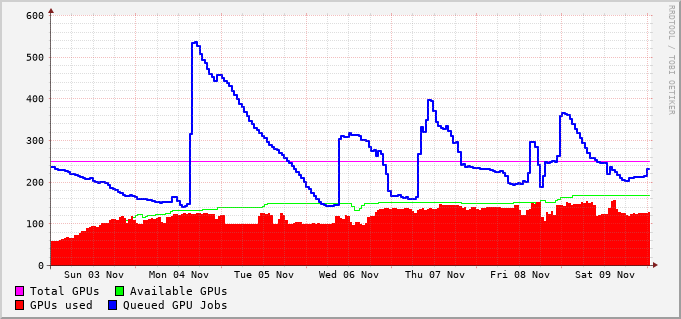 600
500
400
300
200
100
0
Sun 03 Nov Mon 04 Nov Tue 05 Nov Wed 06 Nov Thu 07 Nov Fri 08 Nov Sat 09 Nov
Total GPUs Available GPUs
GPUs used Queued GPU Jobs
RRDTOOL / TOBI OETIKER